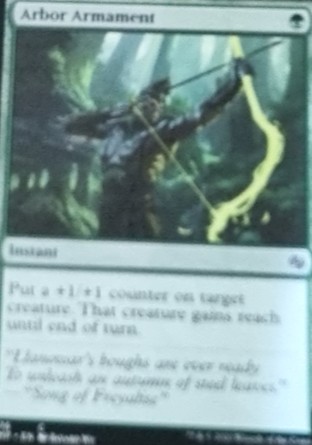 Arbor Armament
Instant
Put a +1/+1 counter on target
creature. That creature gains reach
until end of turn.
"Llanowar's boughs are ever ready
To unleash an autumn of steel leaves."
—"Song of Freyalise"